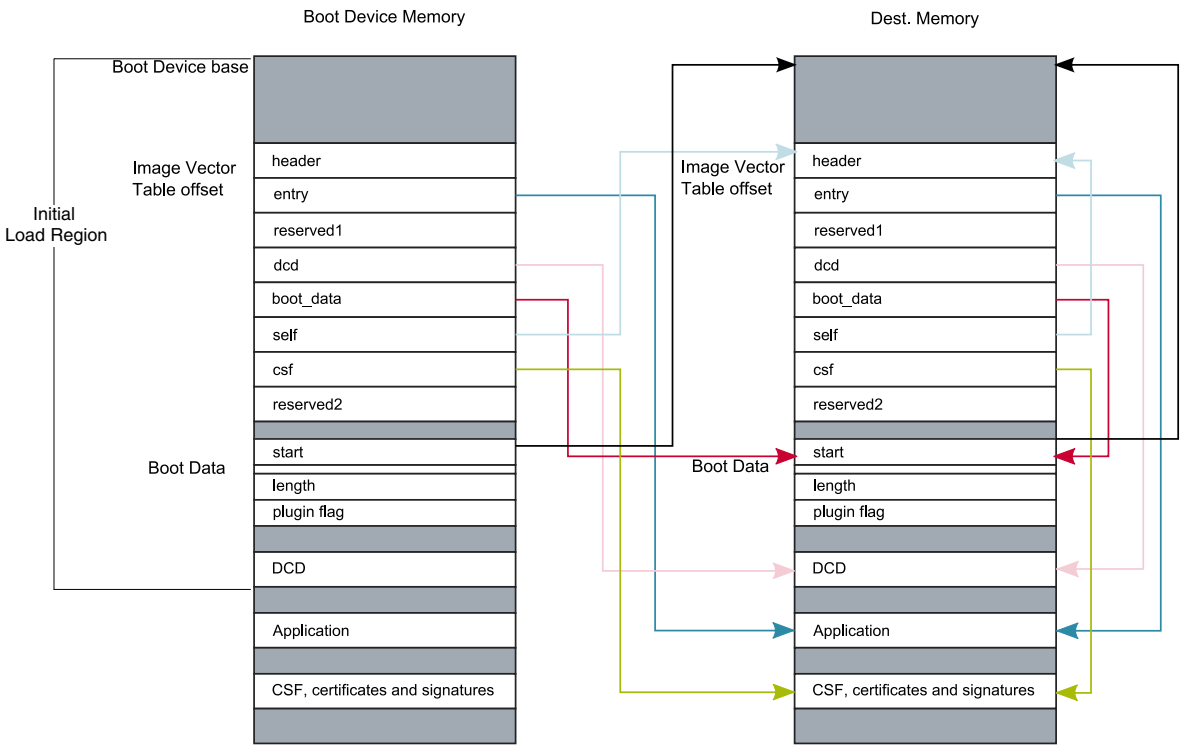 Boot Device Memory
Dest. Memory
Boot Device base
Image Vector
Table offset
Initial
Load Region
Boot Data
header
entry
reserved1
dcd
boot_data
self
csf
reserved2
start
length
plugin flag
DCD
Application
CSF, certificates and signatures
Image Vector
Table offset
Boot Data
header
entry
reserved1
dcd
boot_data
self
csf
reserved2
start
length
plugin flag
DCD
Application
CSF, certificates and signatures